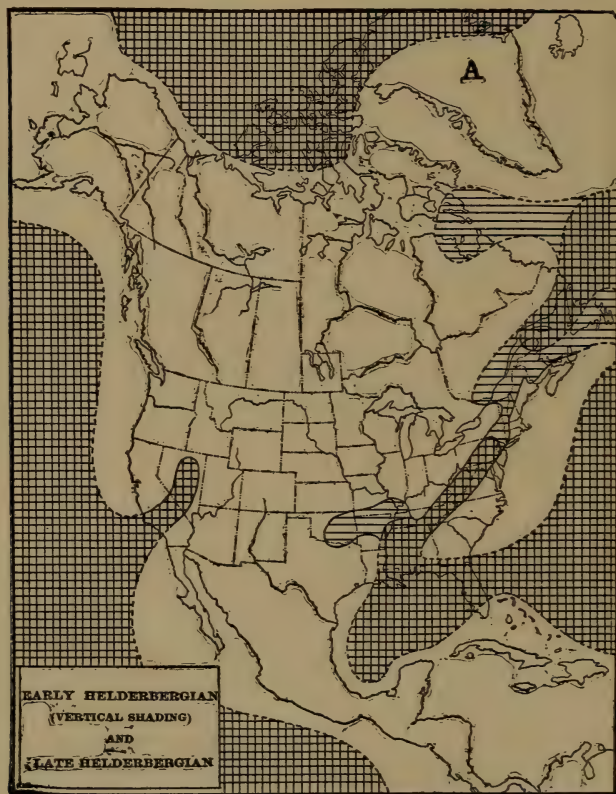 A
EARLY HELDERBERGIAN
(VERTICAL SHADING)
AND
LATE HELDERBERGIAN